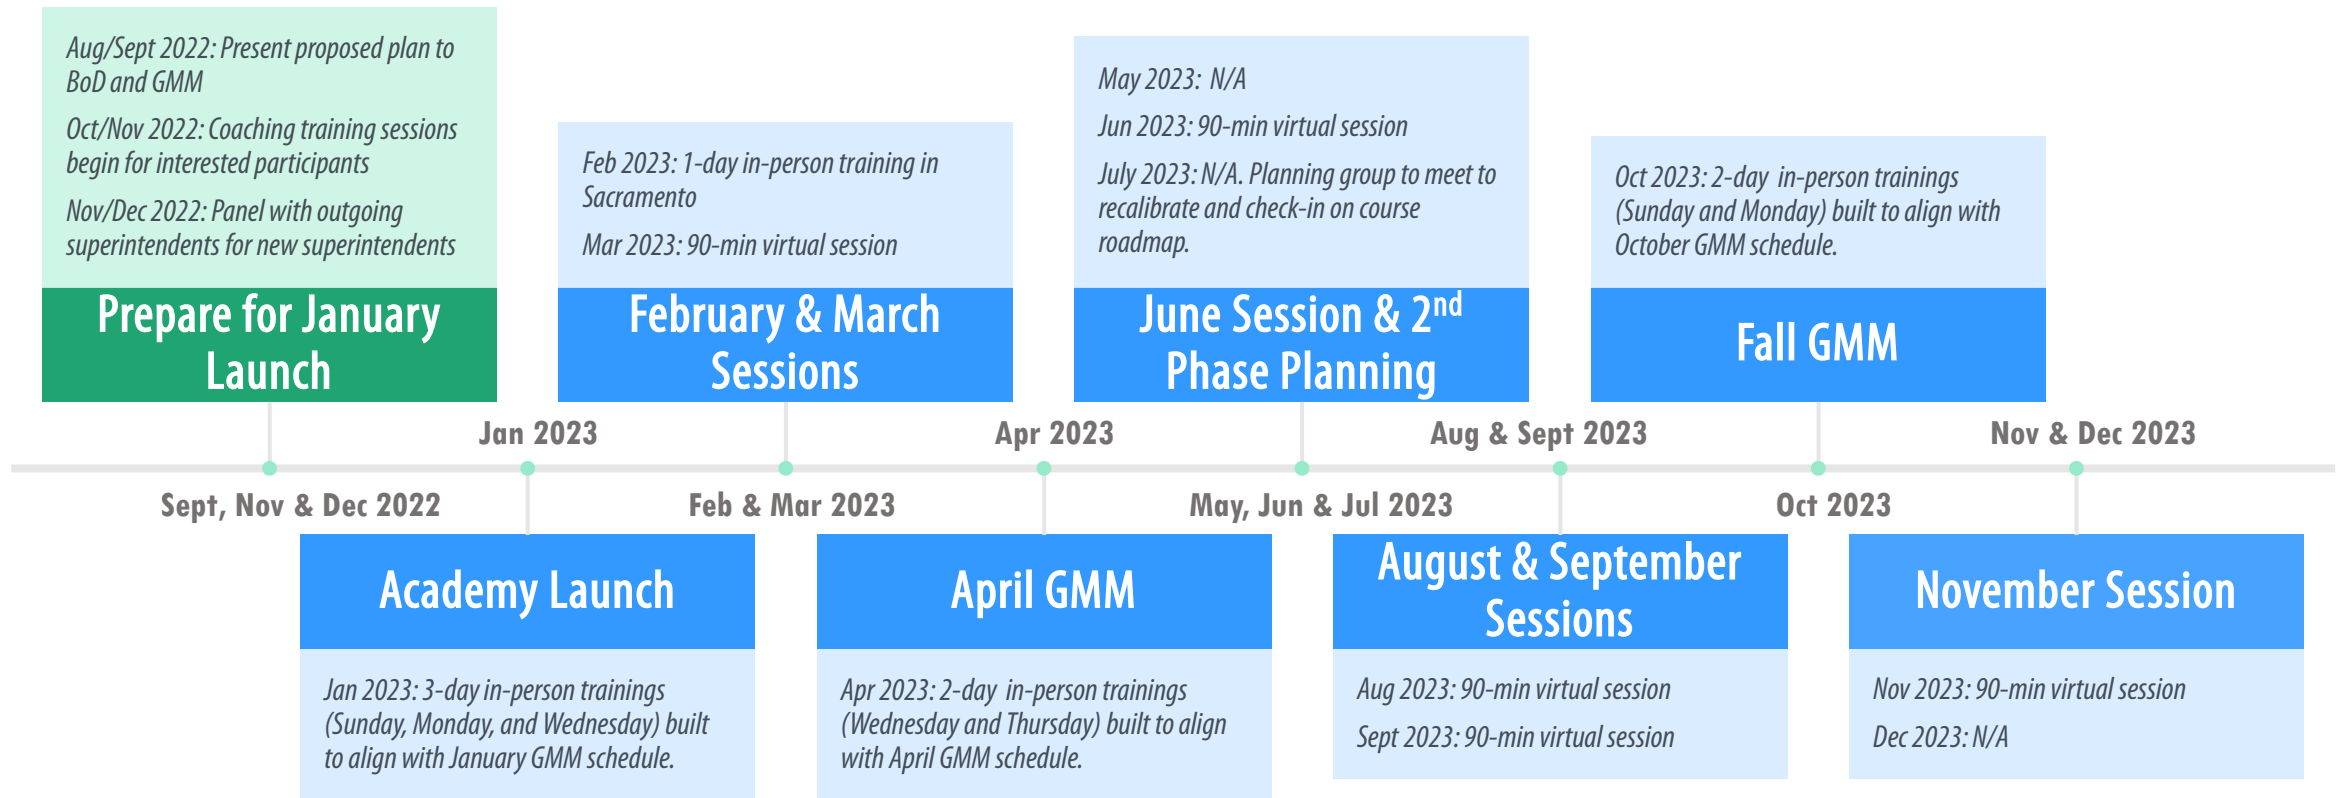 Aug/Sept 2022: Present proposed plan to
BoD and GMM
Oct/Nov 2022: Coaching training sessions
begin for interested participants
Nov/Dec 2022: Panel with outgoing
superintendents for new superintendents
Prepare for January
Launch
Sept, Nov & Dec 2022
Jan 2023
Academy Launch
Jan 2023: 3-day in-person trainings
(Sunday, Monday, and Wednesday) built
to align with January GMM schedule.
Feb 2023: 1-day in-person training in
Sacramento
Mar 2023: 90-min virtual session
February & March
Sessions
Feb & Mar 2023
Apr 2023
April GMM
Apr 2023: 2-day  in-person trainings
(Wednesday and Thursday) built to align
with April GMM schedule.
May 2023:  N/A
Jun 2023: 90-min virtual session
July 2023: N/A. Planning group to meet to
recalibrate and check-in on course
roadmap.
June Session & 2nd
Phase Planning
May, Jun & Jul 2023
Aug & Sept 2023
August & September
Sessions
Aug 2023: 90-min virtual session
Sept 2023: 90-min virtual session
Oct 2023: 2-day  in-person trainings
(Sunday and Monday) built to align with
October GMM schedule.
Fall GMM
Oct 2023
Nov & Dec 2023
November Session
Nov 2023: 90-min virtual session
Dec 2023: N/A